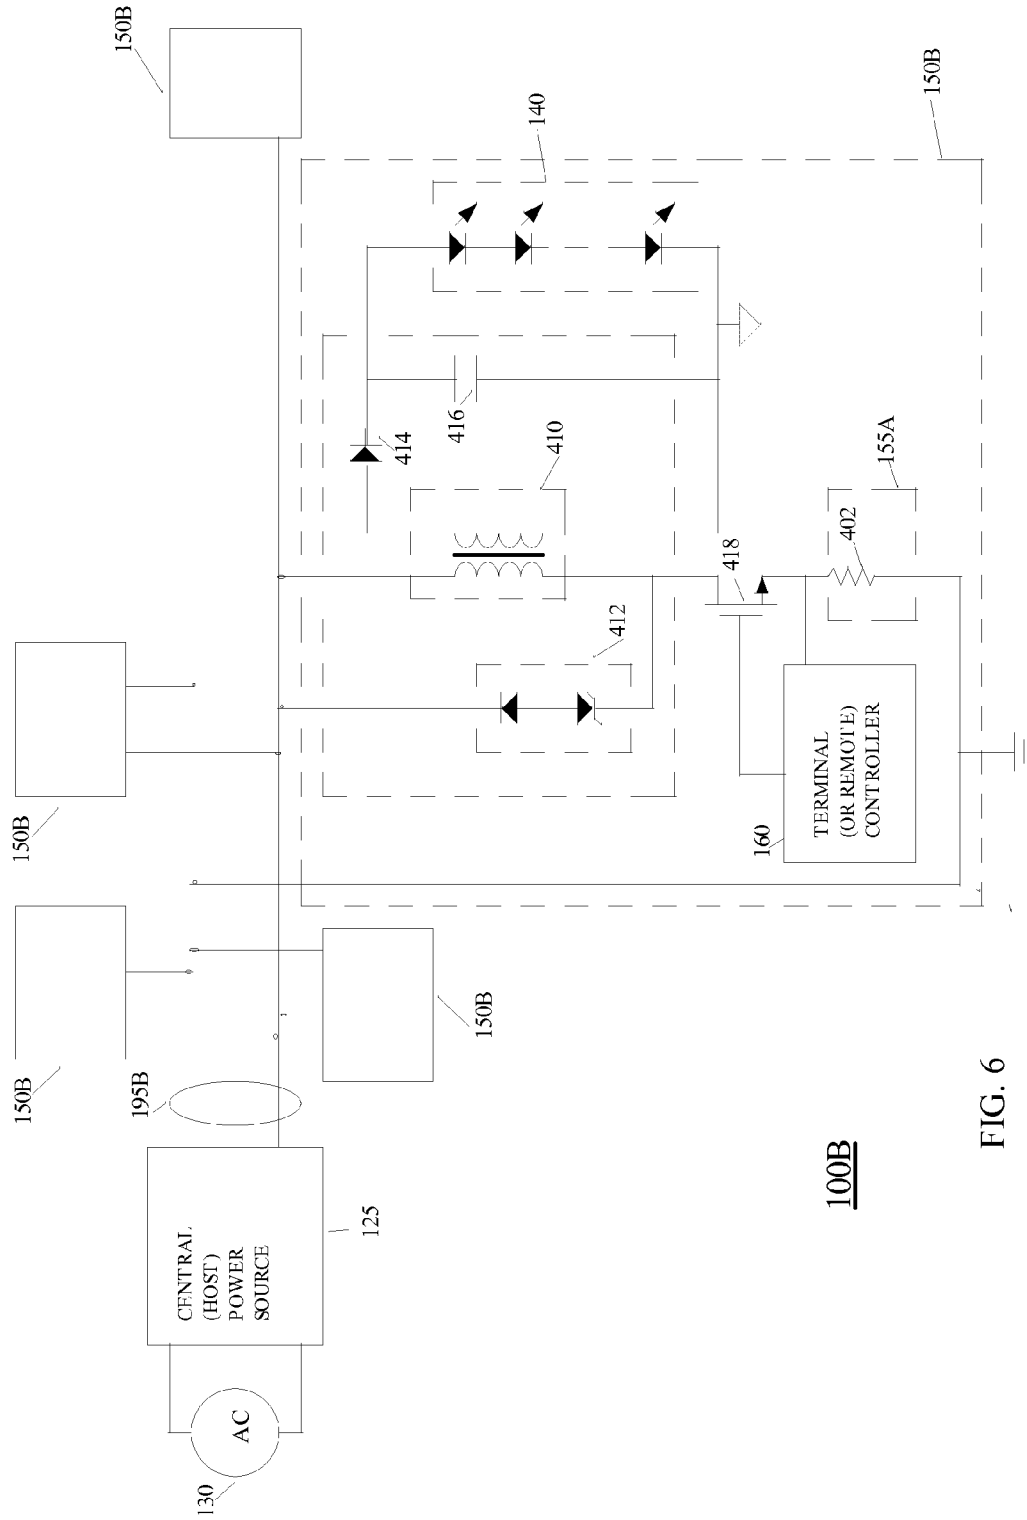 130
AC
CENTRAL
(HOST)
POWER
SOURCE
125
195B
150B
150B
150B
150B
150B
140
414
416
410
412
418
402
155A
160
TERMINAL
(OR REMOTE)
CONTROLLER
100B
FIG. 6